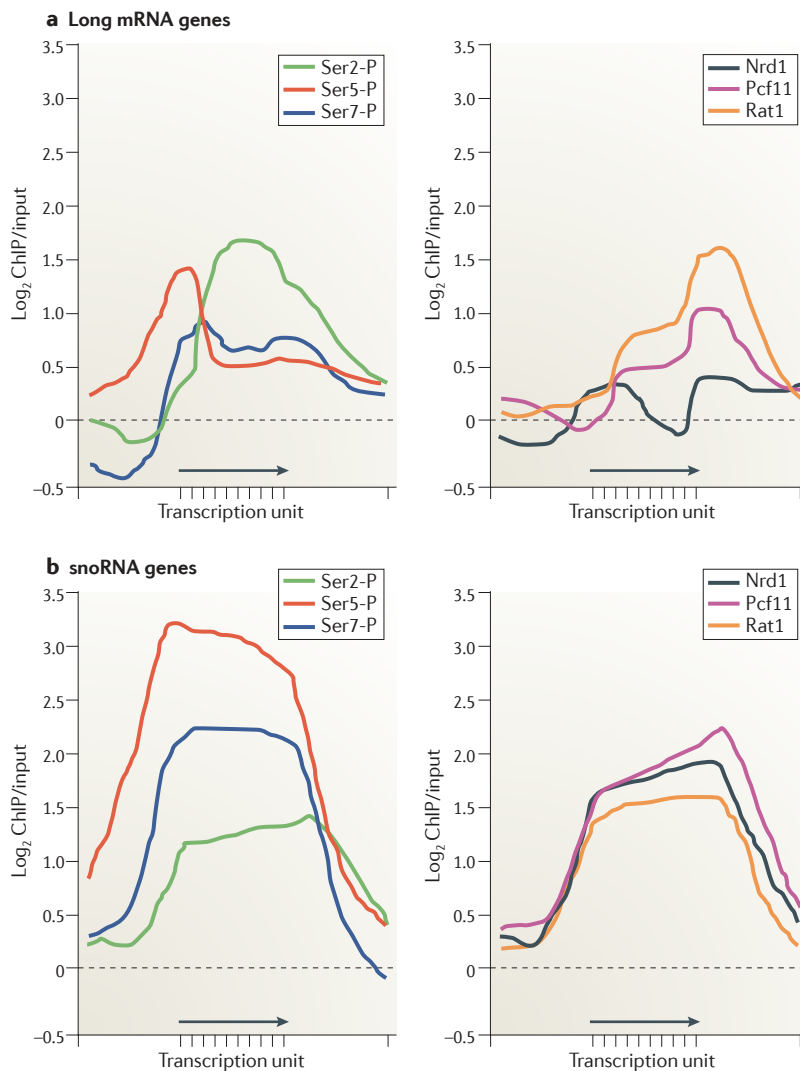 a Long mRNA genes
Log2 ChIP/input
3.5
3.0
2.5
2.0
1.5
1.0
0.5
0
–0.5
Ser2-P
Ser5-P
Ser7-P
Transcription unit
Log2 ChIP/input
3.5
3.0
2.5
2.0
1.5
1.0
0.5
0
–0.5
Nrd1
Pcf11
Rat1
Transcription unit
b snoRNA genes
Log2 ChIP/input
3.5
3.0
2.5
2.0
1.5
1.0
0.5
0
–0.5
Ser2-P
Ser5-P
Ser7-P
Transcription unit
Log2 ChIP/input
3.5
3.0
2.5
2.0
1.5
1.0
0.5
0
–0.5
Nrd1
Pcf11
Rat1
Transcription unit